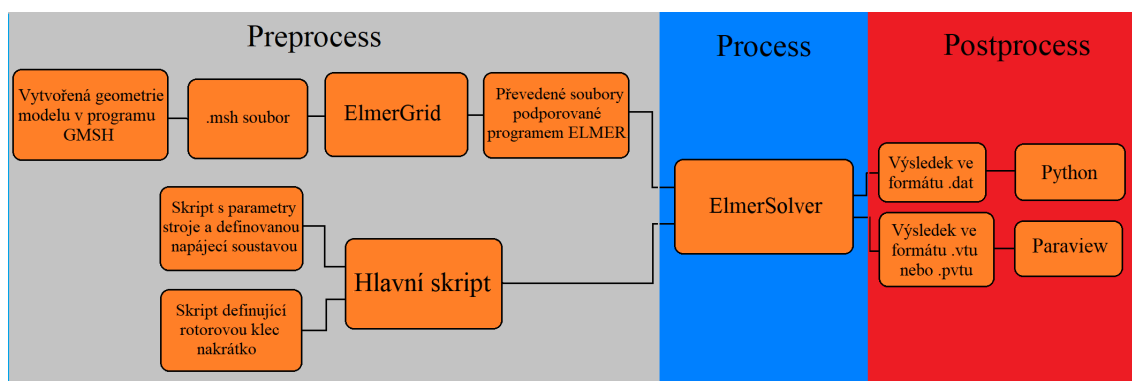 Preprocess
Process
Postprocess
Vytvořená geometrie
modelu v programu
GMSH
.msh soubor
ElmerGrid
Převedené soubory
podporované
programem ELMER
Skript s parametry
stroje a definovanou
napájecí soustavou
Hlavní skript
Skript definující
rotorovou klec
nakrátko
ElmerSolver
Výsledek ve
formátu .dat
Python
Výsledek ve
formátu .vtu
nebo .pvtu
Paraview